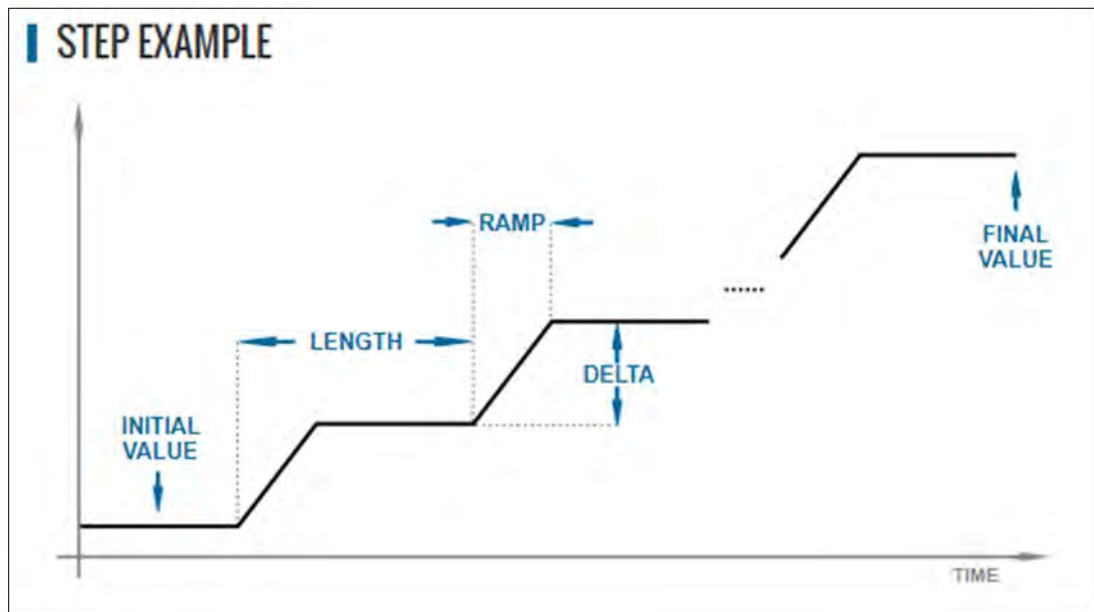 STEP EXAMPLE
RAMP
FINAL
VALUE
LENGTH
DELTA
INITIAL
VALUE
TIME